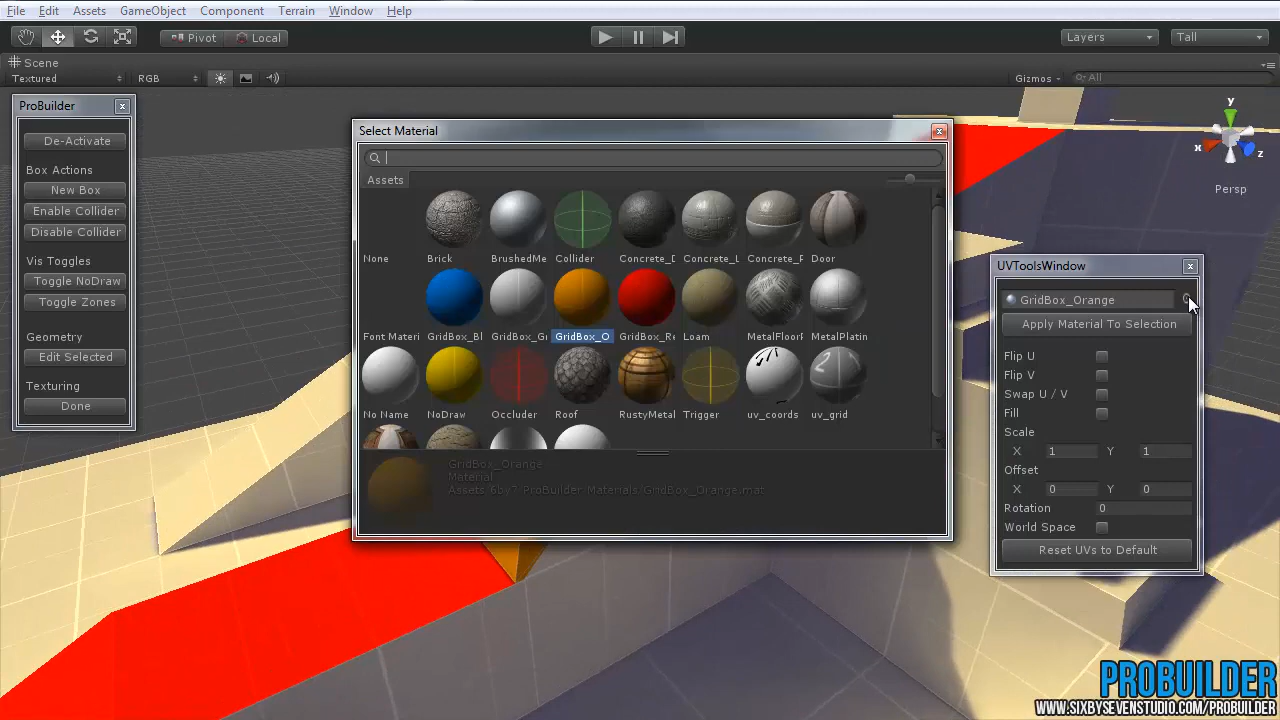 File Edit Assets GameObject Component Terrain Window Help
Pivot Local Layers Tall
Scene
Textured RGB Gizmos All
ProBuilder
De-Activate
Box Actions
New Box
Enable Collider
Disable Collider
Vis Toggles
Toggle NoDraw
Toggle Zones
Geometry
Edit Selected
Texturing
Done
Select Material
Assets
None Brick BrushedMe Collider Concrete_D Concrete_L Concrete_P Door
Font Materi GridBox_Bl GridBox_Gr GridBox_O GridBox_Re Loam MetalFloorP MetalPlatin
No Name NoDraw Occluder Roof RustyMetal Trigger uv_coords uv_grid
GridBox_Orange
Material
Assets 6by7 ProBuilder Materials/GridBox_Orange.mat
UVToolsWindow
GridBox_Orange
Apply Material To Selection
Flip U
Flip V
Swap U / V
Fill
Scale
X 1 Y 1
Offset
X 0 Y 0
Rotation 0
World Space
Reset UVs to Default
y
x z
Persp
2
PROBUILDER
WWW.SIXBYSEVENSTUDIO.COM/PROBUILDER